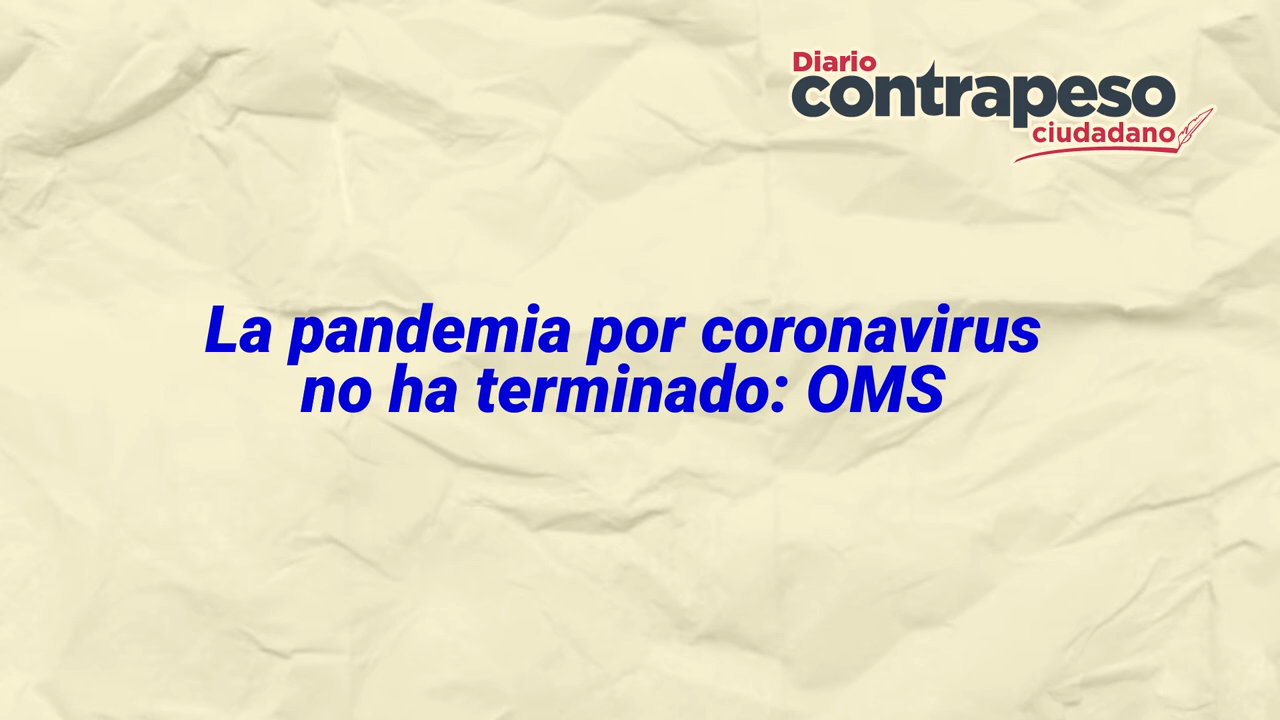 Diario
contrapeso
ciudadano
La pandemia por coronavirus
no ha terminado: OMS